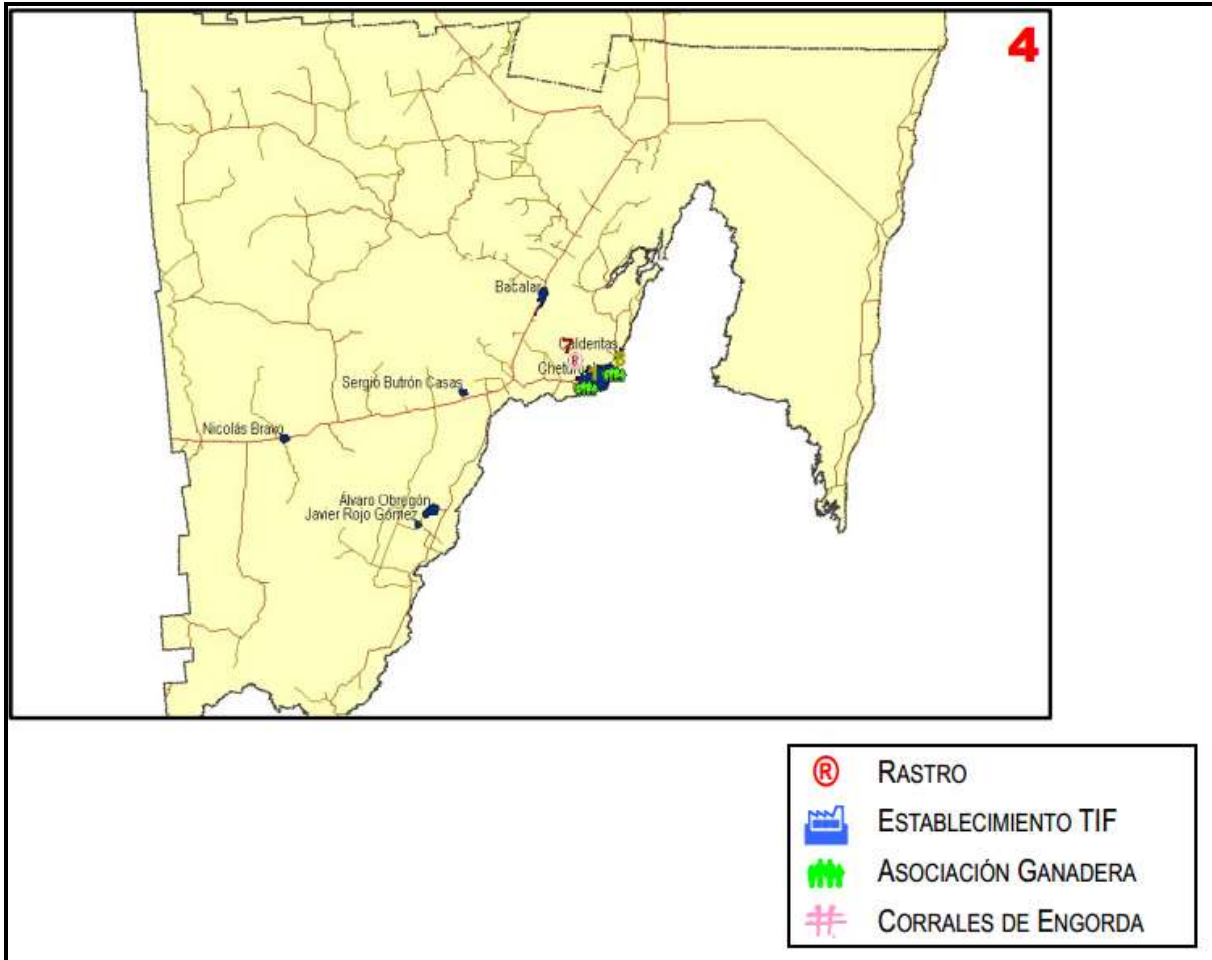 4
Bacalar
7
Calderitas
®
Chetumal
Sergio Butrón Casas
Nicolás Bravo
Álvaro Obregón
Javier Rojo Gómez
® RASTRO
ESTABLECIMIENTO TIF
ASOCIACIÓN GANADERA
CORRALES DE ENGORDA